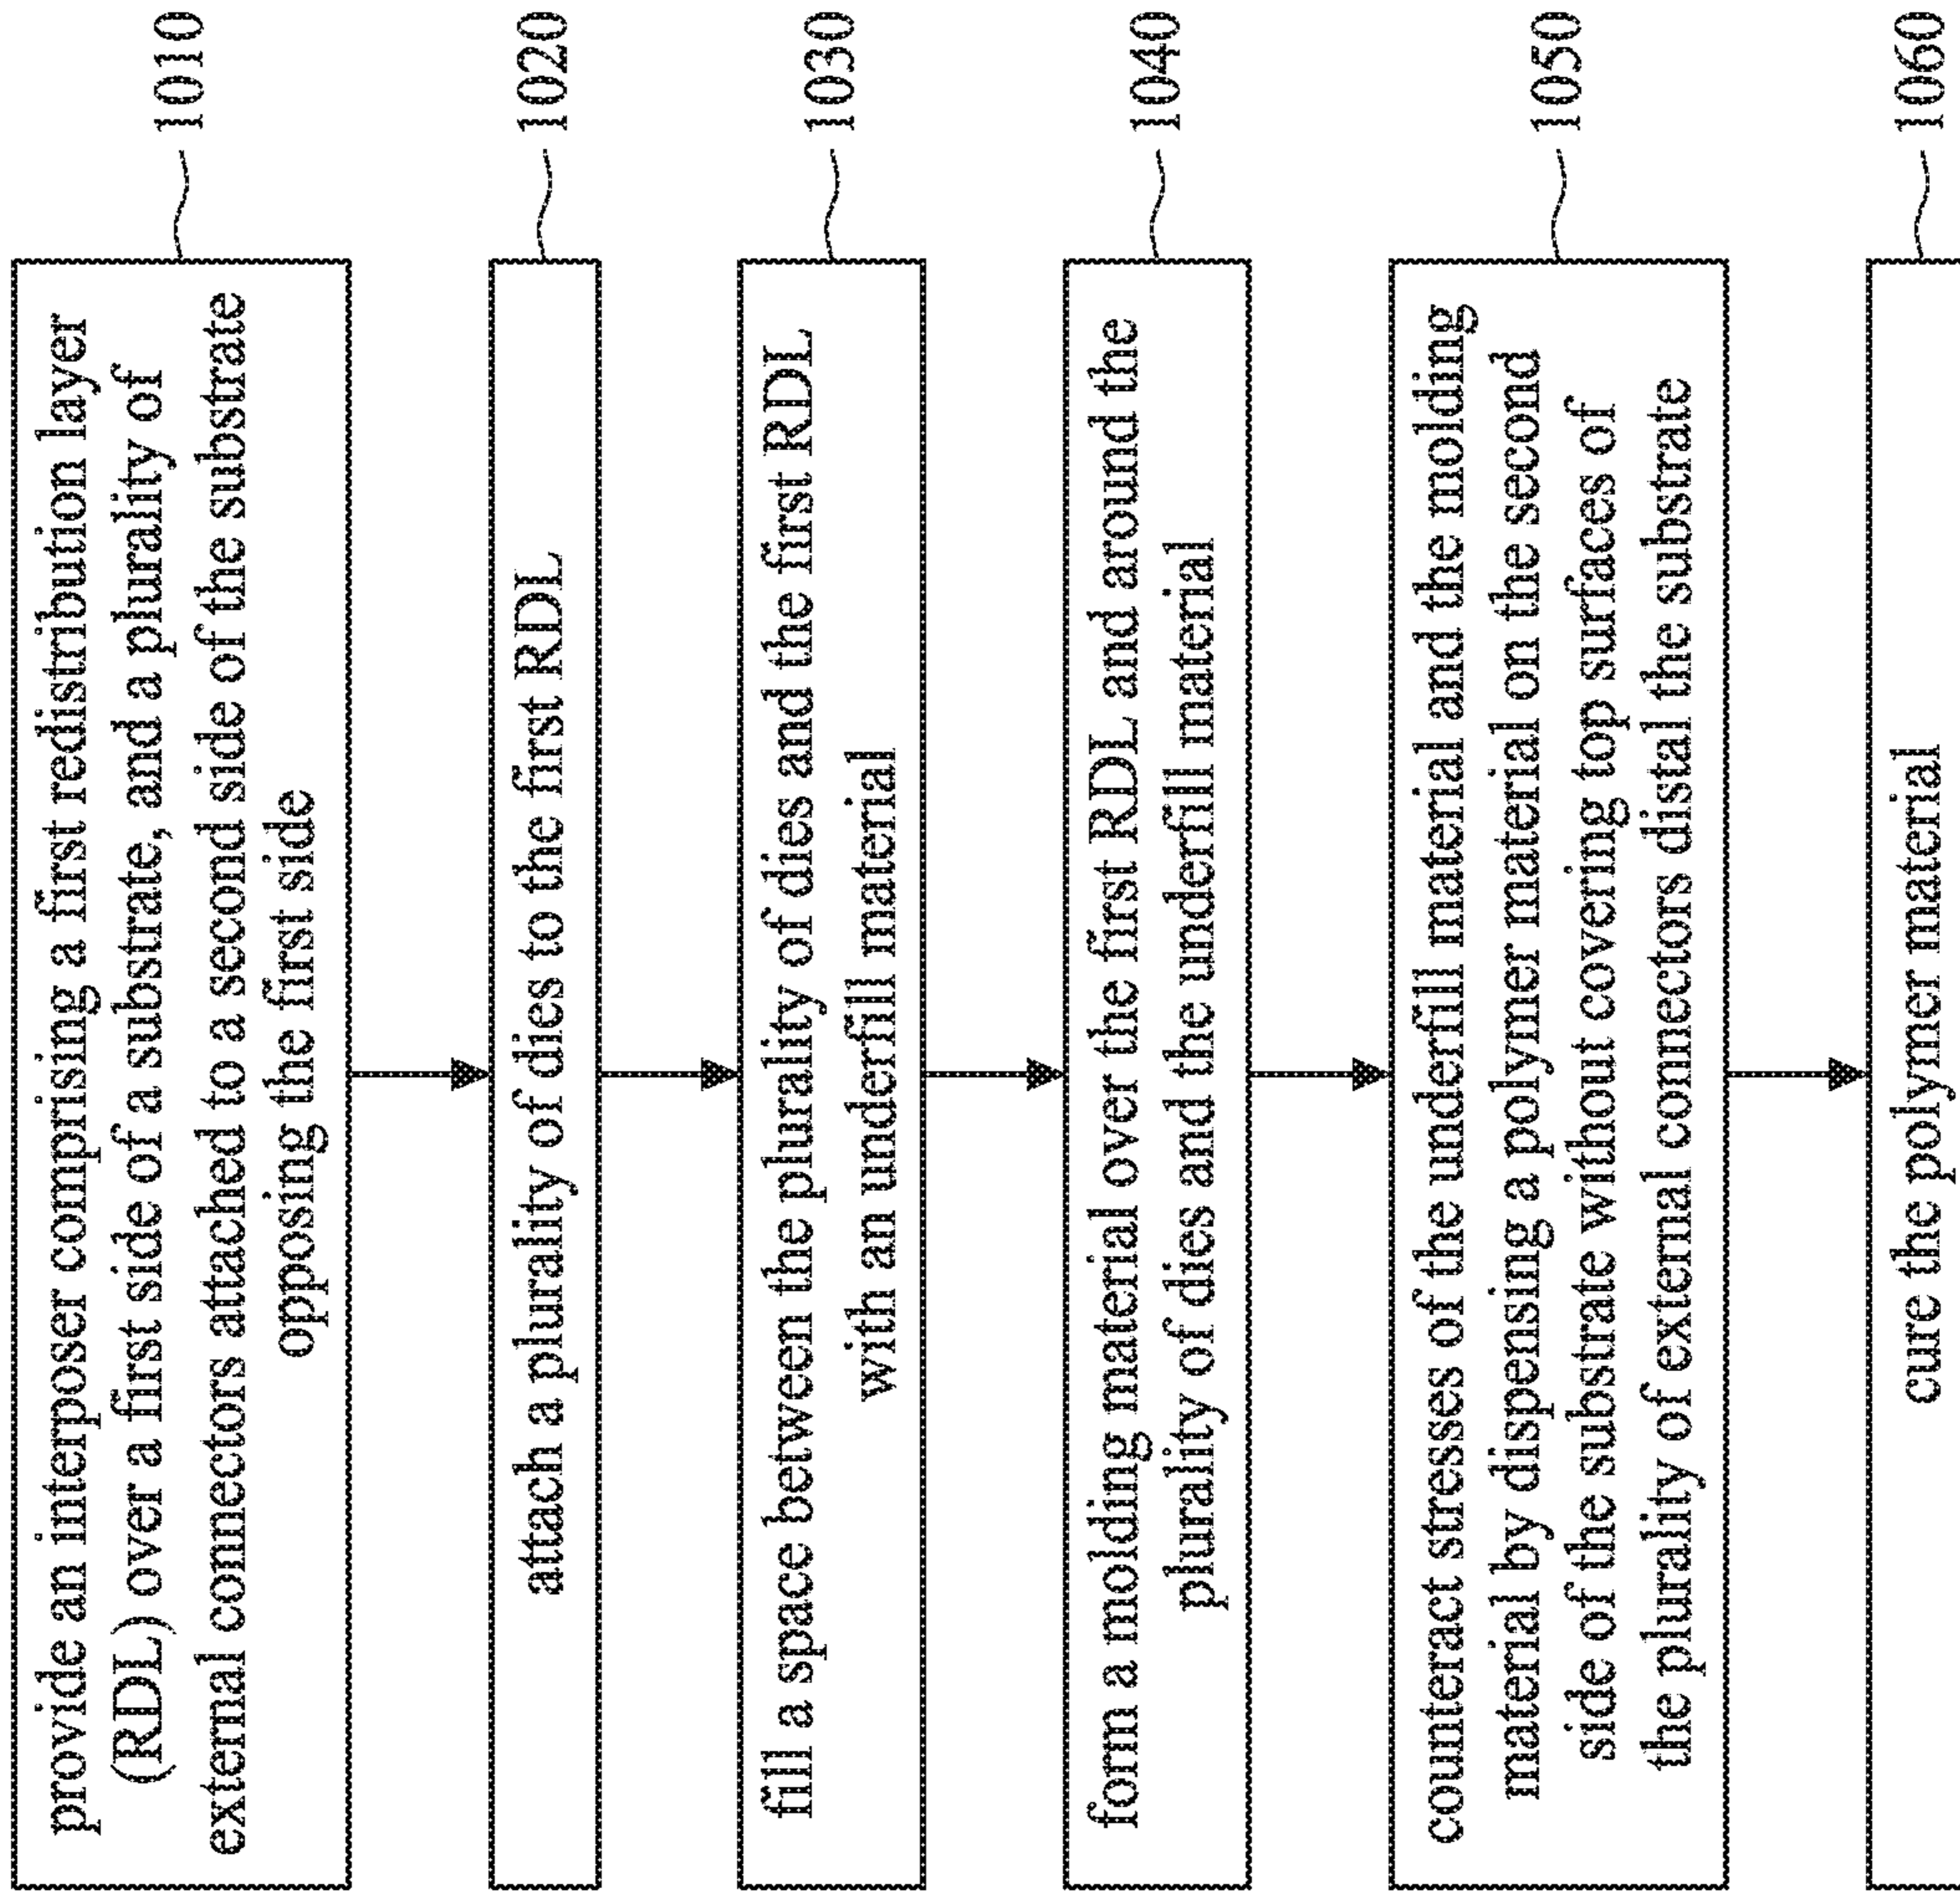 provide an interposer comprising a first redistribution layer
(RDL) over a first side of a substrate, and a plurality of
external connectors attached to a second side of the substrate
opposing the first side
1010
attach a plurality of dies to the first RDL
1020
fill a space between the plurality of dies and the first RDL
with an underfill material
1030
form a molding material over the first RDL and around the
plurality of dies and the underfill material
1040
counteract stresses of the underfill material and the molding
material by dispensing a polymer material on the second
side of the substrate without covering top surfaces of
the plurality of external connectors distal the substrate
1050
cure the polymer material
1060